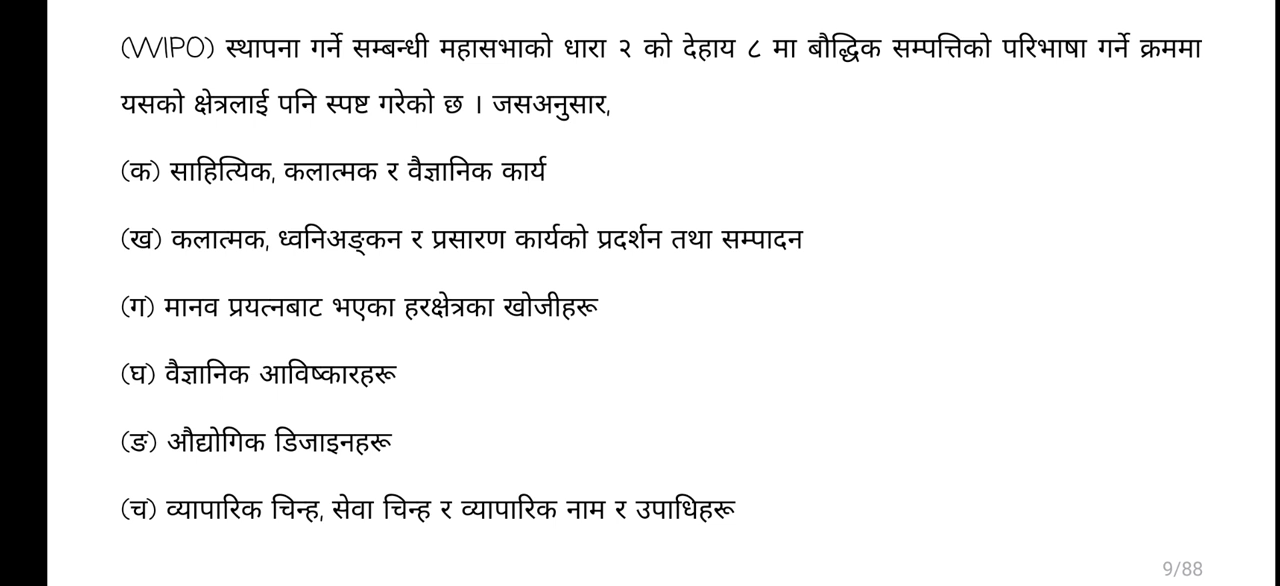 (WIPO) स्थापना गर्ने सम्बन्धी महासभाको धारा २ को देहाय ८ मा बौद्धिक सम्पत्तिको परिभाषा गर्ने क्रममा
यसको क्षेत्रलाई पनि स्पष्ट गरेको छ । जसअनुसार,
(क) साहित्यिक, कलात्मक र वैज्ञानिक कार्य
(ख) कलात्मक, ध्वनिअङ्कन र प्रसारण कार्यको प्रदर्शन तथा सम्पादन
(ग) मानव प्रयत्नबाट भएका हरक्षेत्रका खोजीहरू
(घ) वैज्ञानिक आविष्कारहरू
(ङ) औद्योगिक डिजाइनहरू
(च) व्यापारिक चिन्ह, सेवा चिन्ह र व्यापारिक नाम र उपाधिहरू
9/88